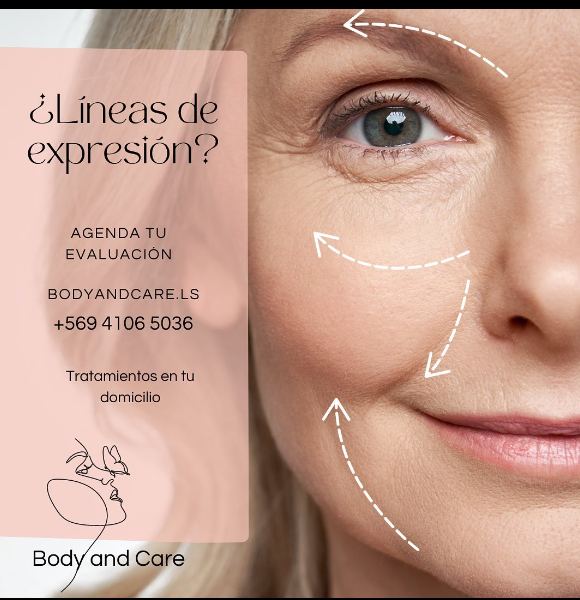 ¿Líneas de
expresión?
AGENDA TU
EVALUACIÓN
BODYANDCARE.LS
+569 4106 5036
Tratamientos en tu
domicilio
Body and Care